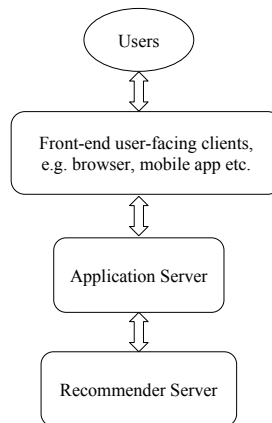 Users
Front-end user-facing clients,
e.g. browser, mobile app etc.
Application Server
Recommender Server